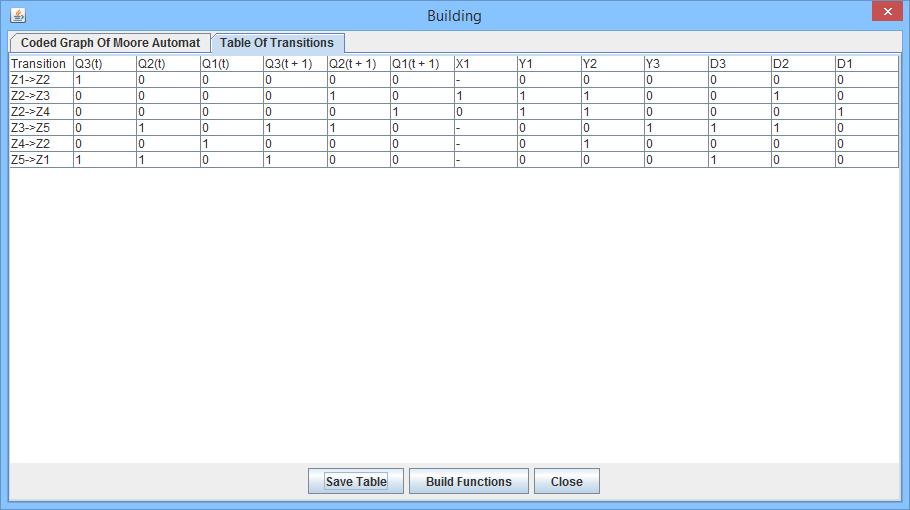 Building
Coded Graph Of Moore Automat Table Of Transitions
Transition Q3(t) Q2(t) Q1(t) Q3(t + 1) Q2(t + 1) Q1(t + 1) X1 Y1 Y2 Y3 D3 D2 D1
Z1->Z2 1 0 0 0 0 0 - 0 0 0 0 0 0
Z2->Z3 0 0 0 0 1 0 1 1 1 0 0 1 0
Z2->Z4 0 0 0 0 0 1 0 1 1 0 0 0 1
Z3->Z5 0 1 0 1 1 0 - 0 0 1 1 1 0
Z4->Z2 0 0 1 0 0 0 - 0 1 0 0 0 0
Z5->Z1 1 1 0 1 0 0 - 0 0 0 1 0 0
Save Table Build Functions Close